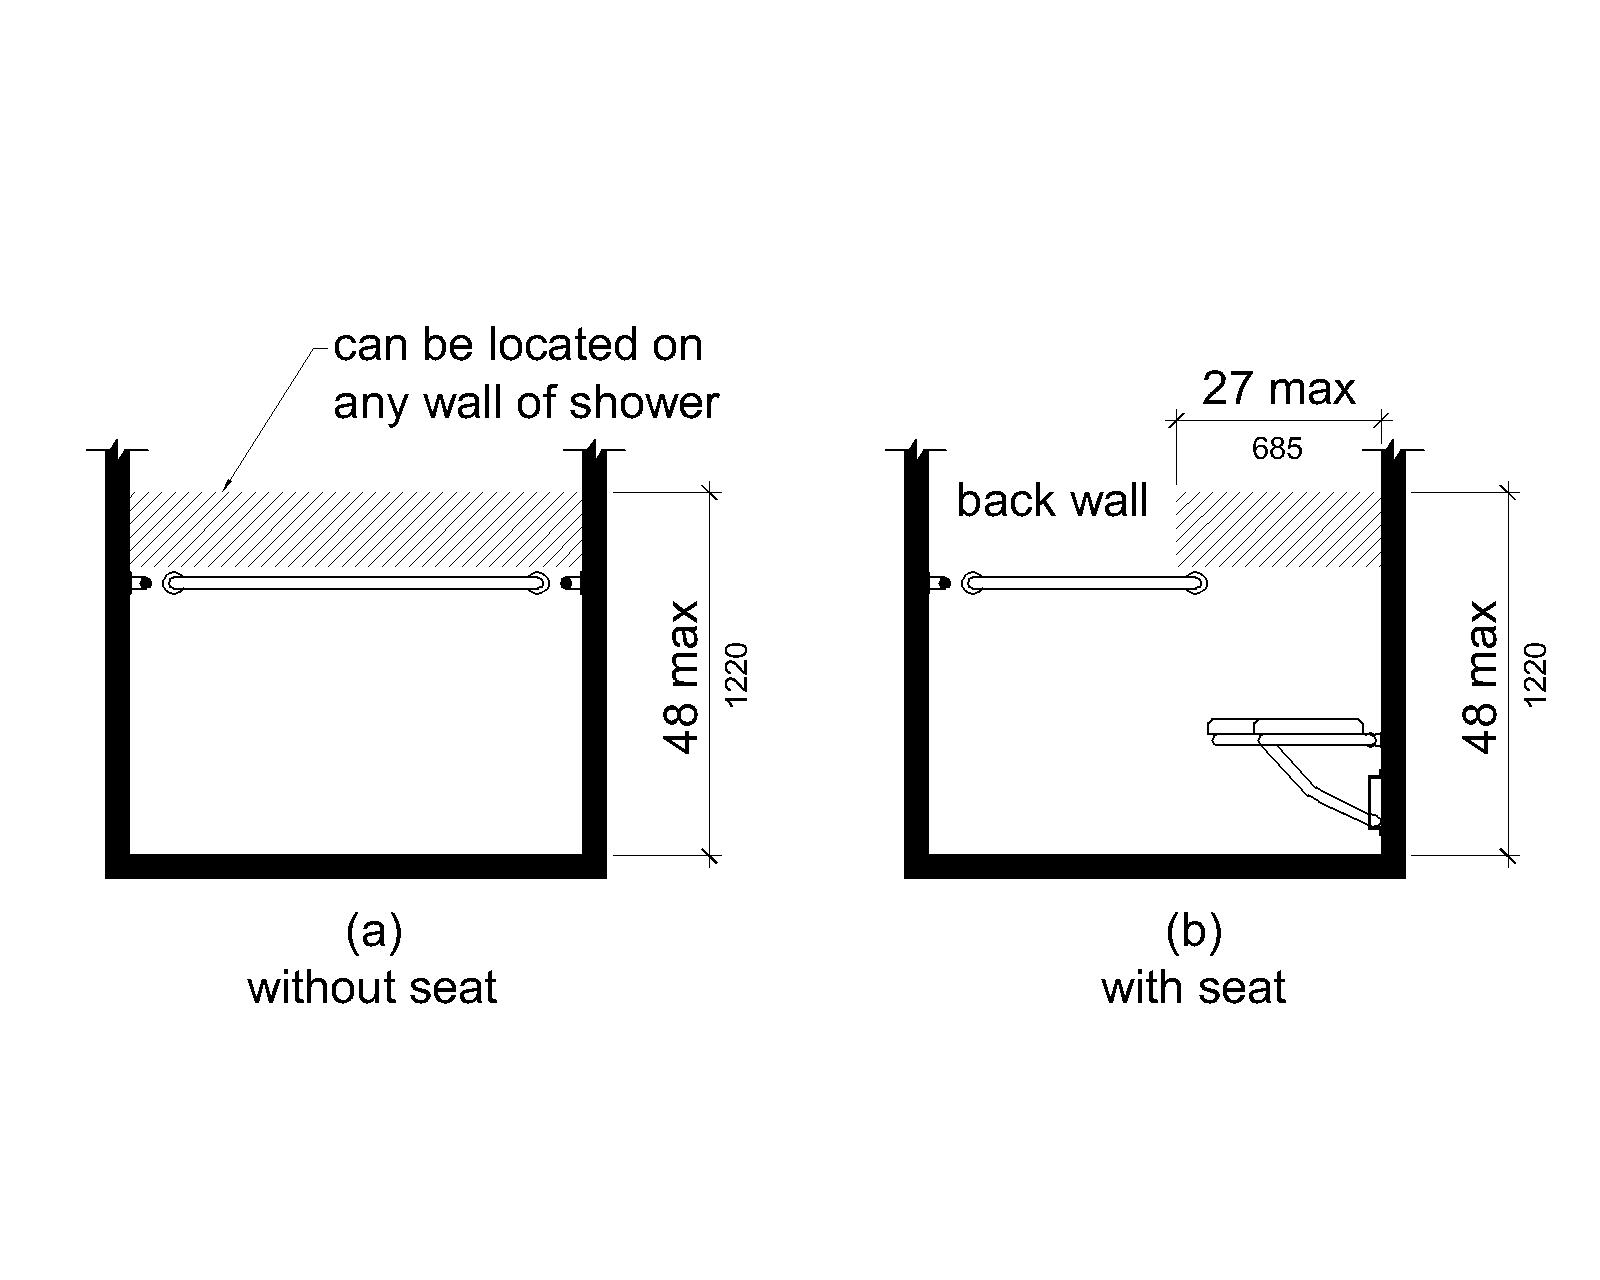 can be located on
any wall of shower
48 max
1220
(a)
without seat
27 max
685
back wall
48 max
1220
(b)
with seat